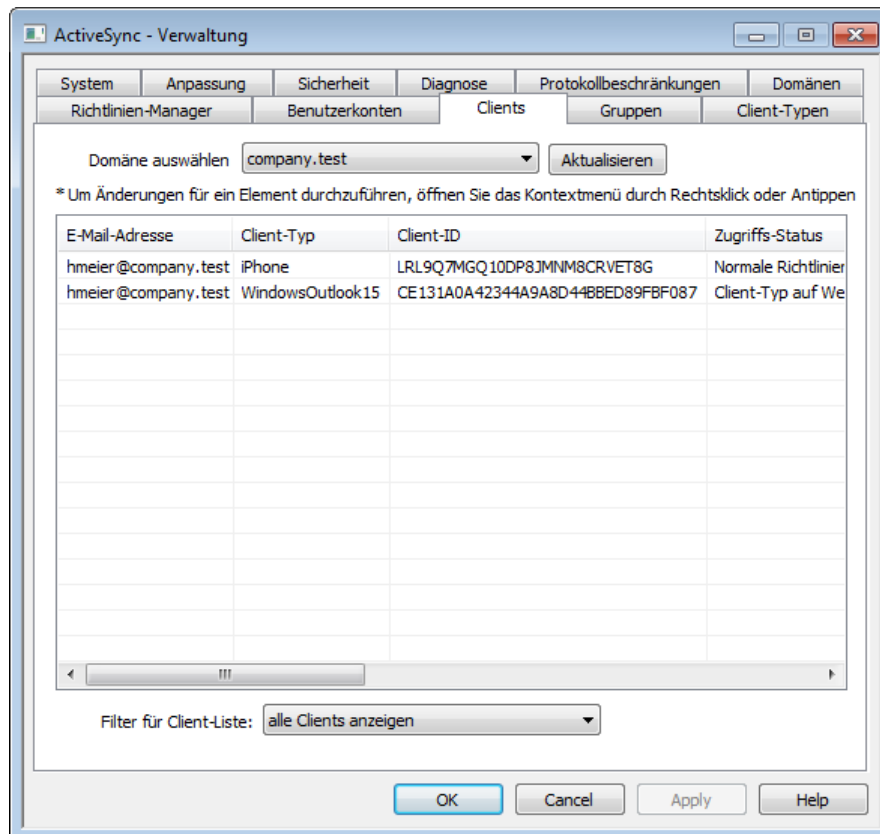 ActiveSync - Verwaltung
System Anpassung Sicherheit Diagnose Protokollbeschränkungen Domänen
Richtlinien-Manager Benutzerkonten Clients Gruppen Client-Typen
Domäne auswählen company.test Aktualisieren
* Um Änderungen für ein Element durchzuführen, öffnen Sie das Kontextmenü durch Rechtsklick oder Antippen
E-Mail-Adresse Client-Typ Client-ID Zugriffs-Status
hmeier@company.test iPhone LRL9Q7MGQ10DP8JMNM8CRVET8G Normale Richtlinier
hmeier@company.test WindowsOutlook15 CE131A0A42344A9A8D44BBED89FBF087 Client-Typ auf We
Filter für Client-Liste: alle Clients anzeigen
OK Cancel Apply Help